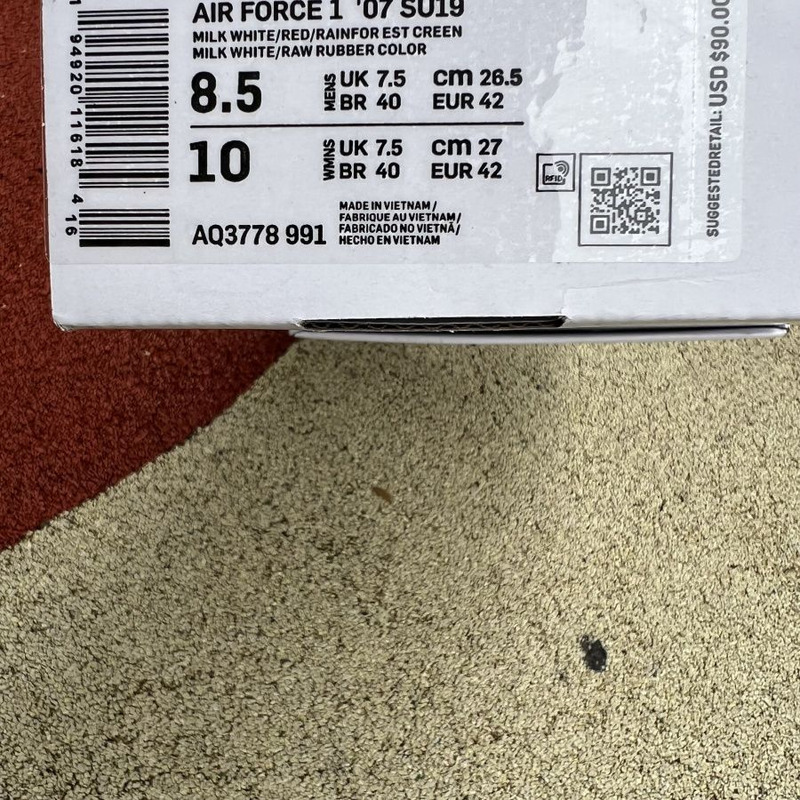 AIR FORCE 1 '07 SU19
MILK WHITE/RED/RAINFOR EST CREEN
MILK WHITE/RAW RUBBER COLOR
8.5 MENS UK 7.5 cm 26.5
BR 40 EUR 42
10 WMNS UK 7.5 cm 27
BR 40 EUR 42
AQ3778 991
MADE IN VIETNAM/
FABRIQUE AU VIETNAM/
FABRICADO NO VIETNÃ/
HECHO EN VIETNAM
RFID
SUGGESTEDRETAIL: USD $90.00
94920 11618 4 16